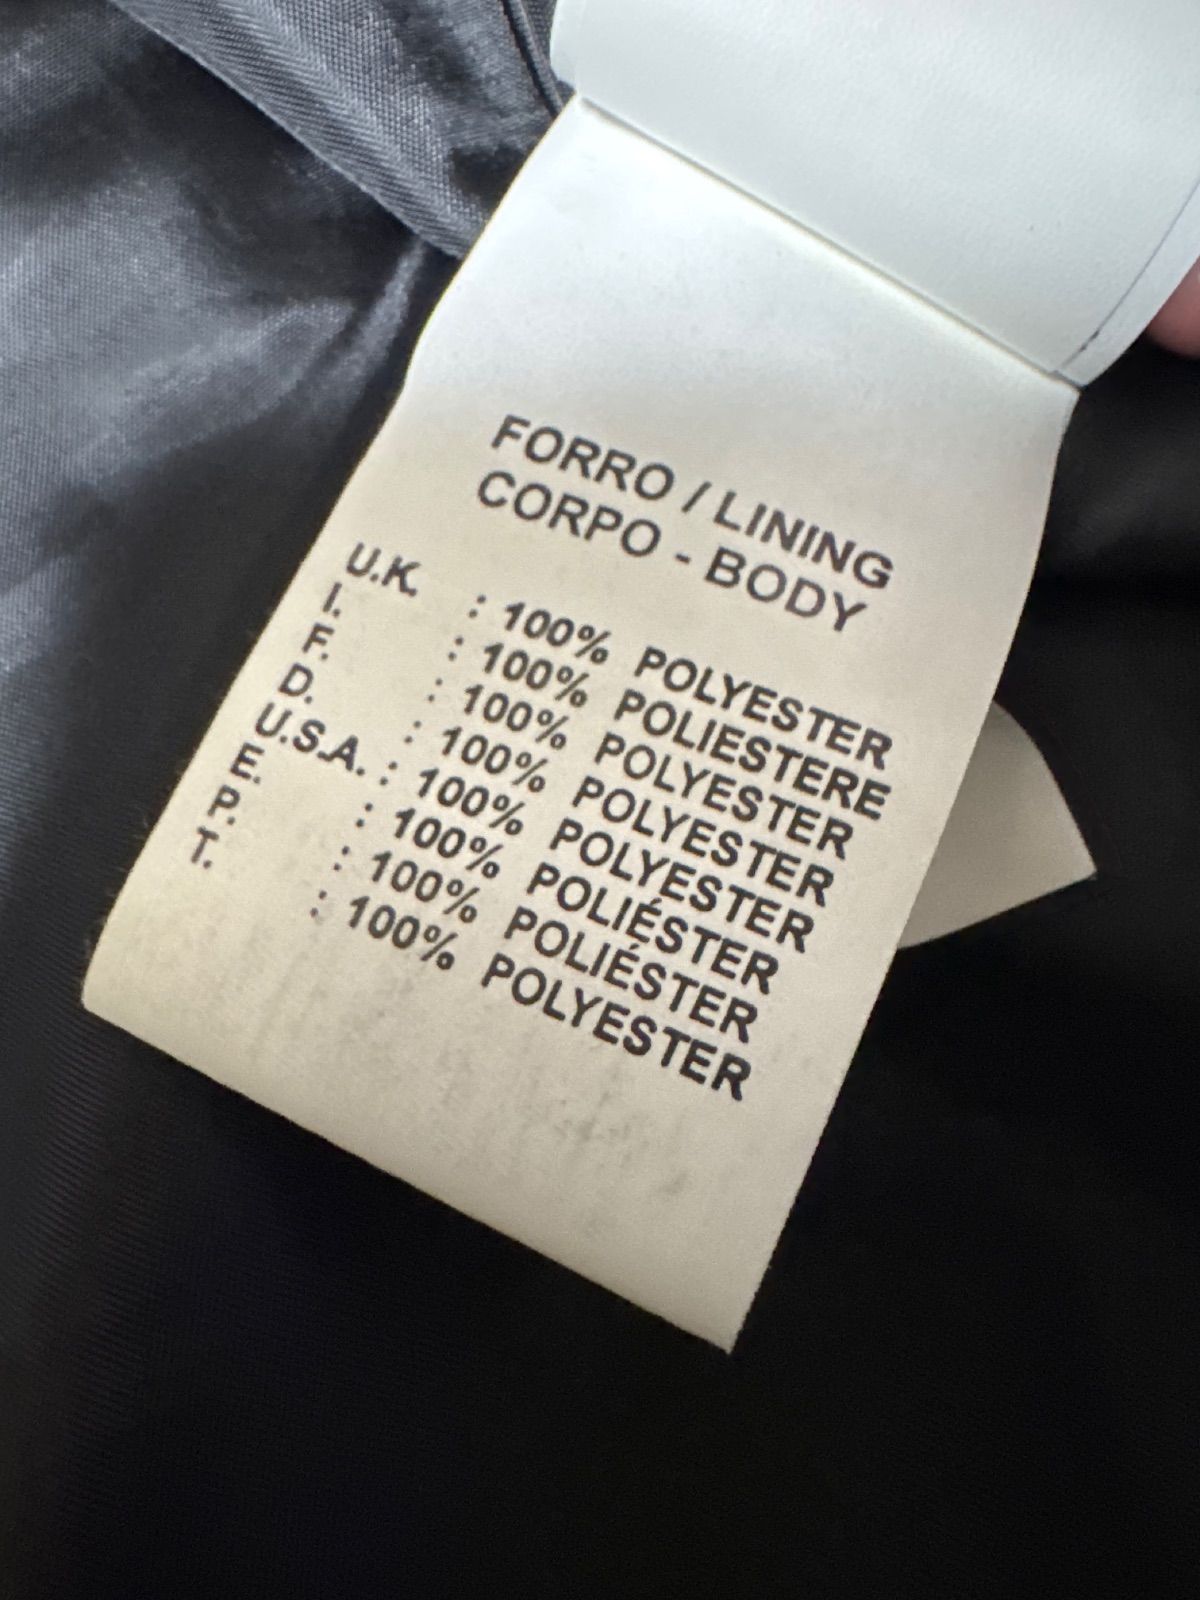 FORRO / LINING
CORPO - BODY
U.K. : 100% POLYESTER
I. : 100% POLIESTERE
F. : 100% POLYESTER
D. : 100% POLYESTER
U.S.A. : 100% POLYESTER
E. : 100% POLIÉSTER
P. : 100% POLIÉSTER
T. : 100% POLYESTER